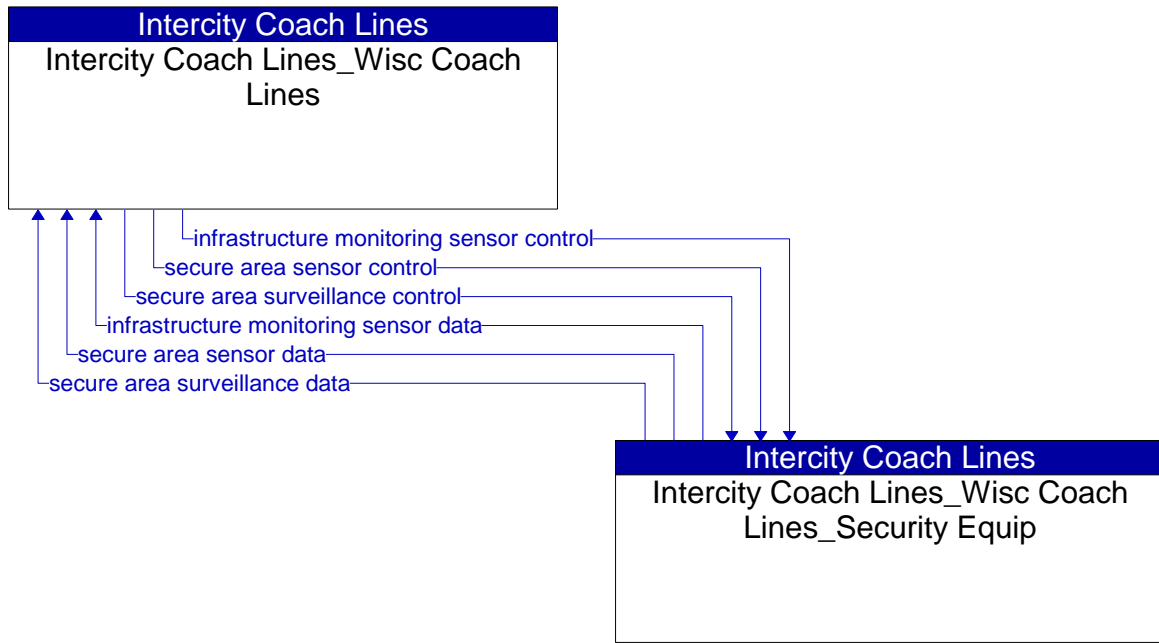 Intercity Coach Lines
Intercity Coach Lines_Wisc Coach
Lines
infrastructure monitoring sensor control
secure area sensor control
secure area surveillance control
infrastructure monitoring sensor data
secure area sensor data
secure area surveillance data
Intercity Coach Lines
Intercity Coach Lines_Wisc Coach
Lines_Security Equip